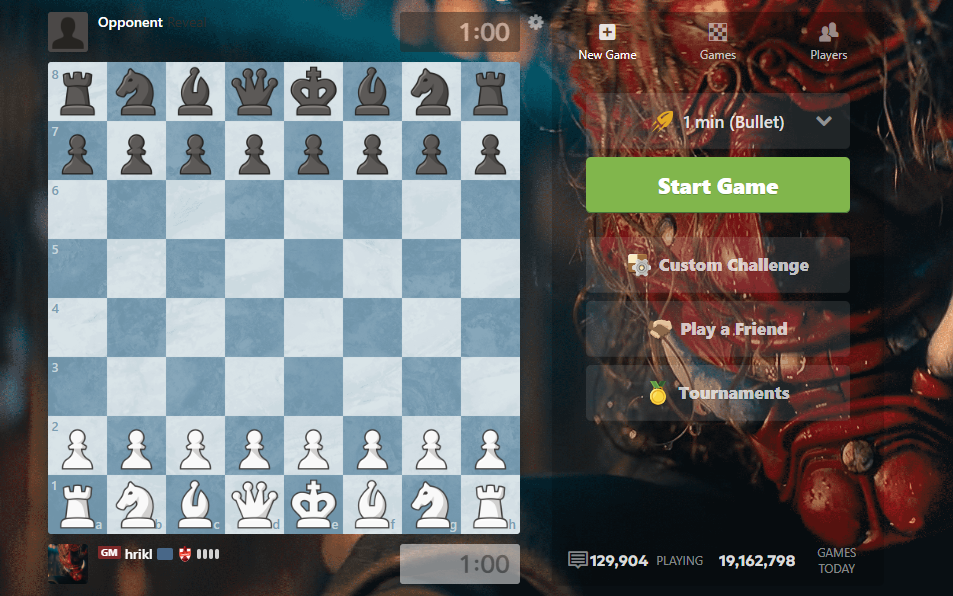 Opponent Reveal
1:00
New Game
Games
Players
8
7
6
5
4
3
2
1
a b c d e f g h
1 min (Bullet)
Start Game
Custom Challenge
Play a Friend
Tournaments
GM hrikl
1:00
129,904 PLAYING
19,162,798 GAMES TODAY